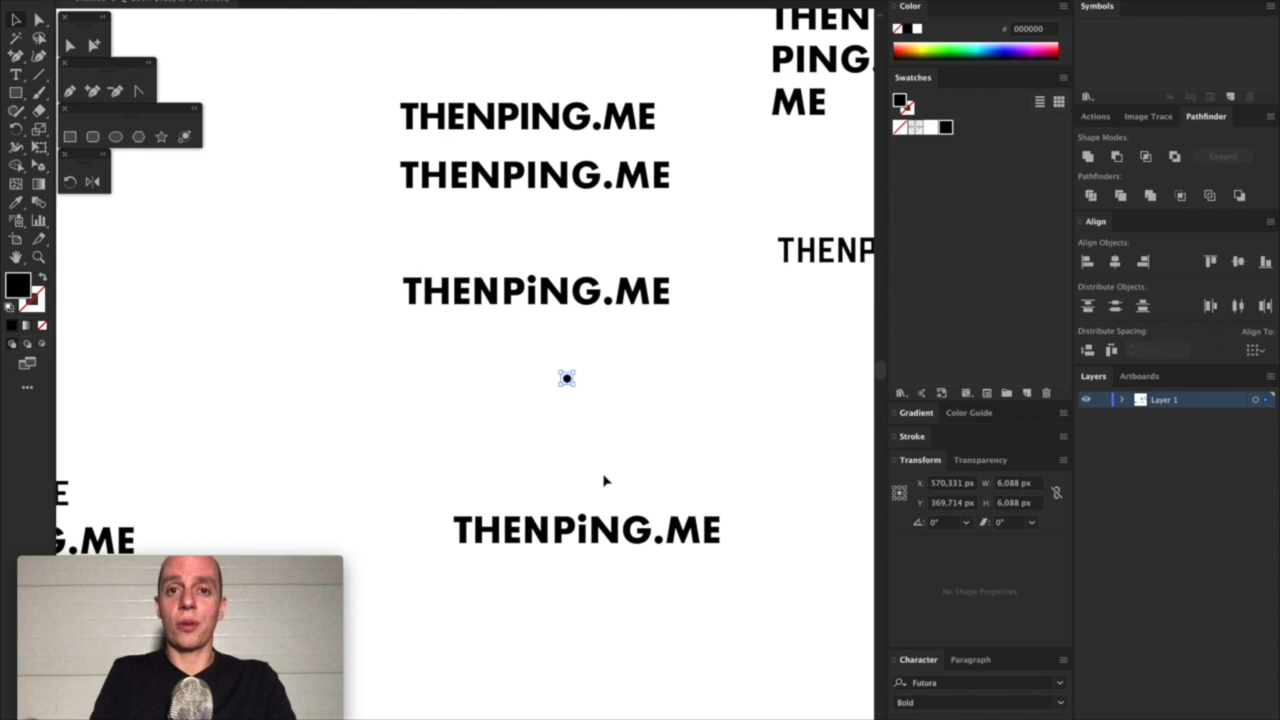 THEN
PING.
ME
THENPING.ME
THENPING.ME
THENPiNG.ME
THENP
THENPiNG.ME
E
G.ME
Color
# 000000
Swatches
Gradient
Color Guide
Stroke
Transform
Transparency
X: 570,331 px
W: 6,088 px
Y: 369,714 px
H: 6,088 px
0°
0°
No Shape Properties
Character
Paragraph
Futura
Bold
Symbols
Actions
Image Trace
Pathfinder
Shape Modes:
Expand
Pathfinders:
Align
Align Objects:
Distribute Objects:
Distribute Spacing:
Align To:
Layers
Artboards
Layer 1